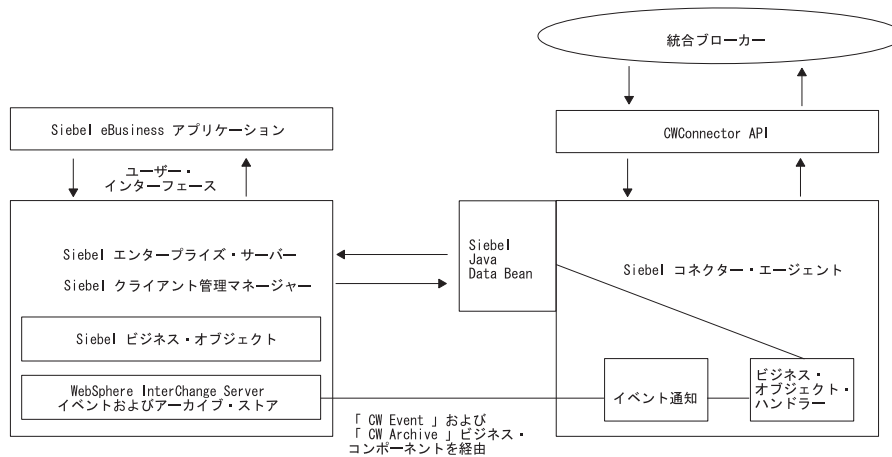 統合ブローカー
Siebel eBusiness アプリケーション
CWConnector API
ユーザー・
インターフェース
Siebel エンタープライズ・サーバー
Siebel クライアント管理マネージャー
Siebel
Java
Data Bean
Siebel コネクター・エージェント
Siebel ビジネス・オブジェクト
WebSphere InterChange Server
イベントおよびアーカイブ・ストア
イベント通知
ビジネス・
オブジェクト・
ハンドラー
「 CW Event 」および
「 CW Archive 」ビジネス・
コンポーネントを経由